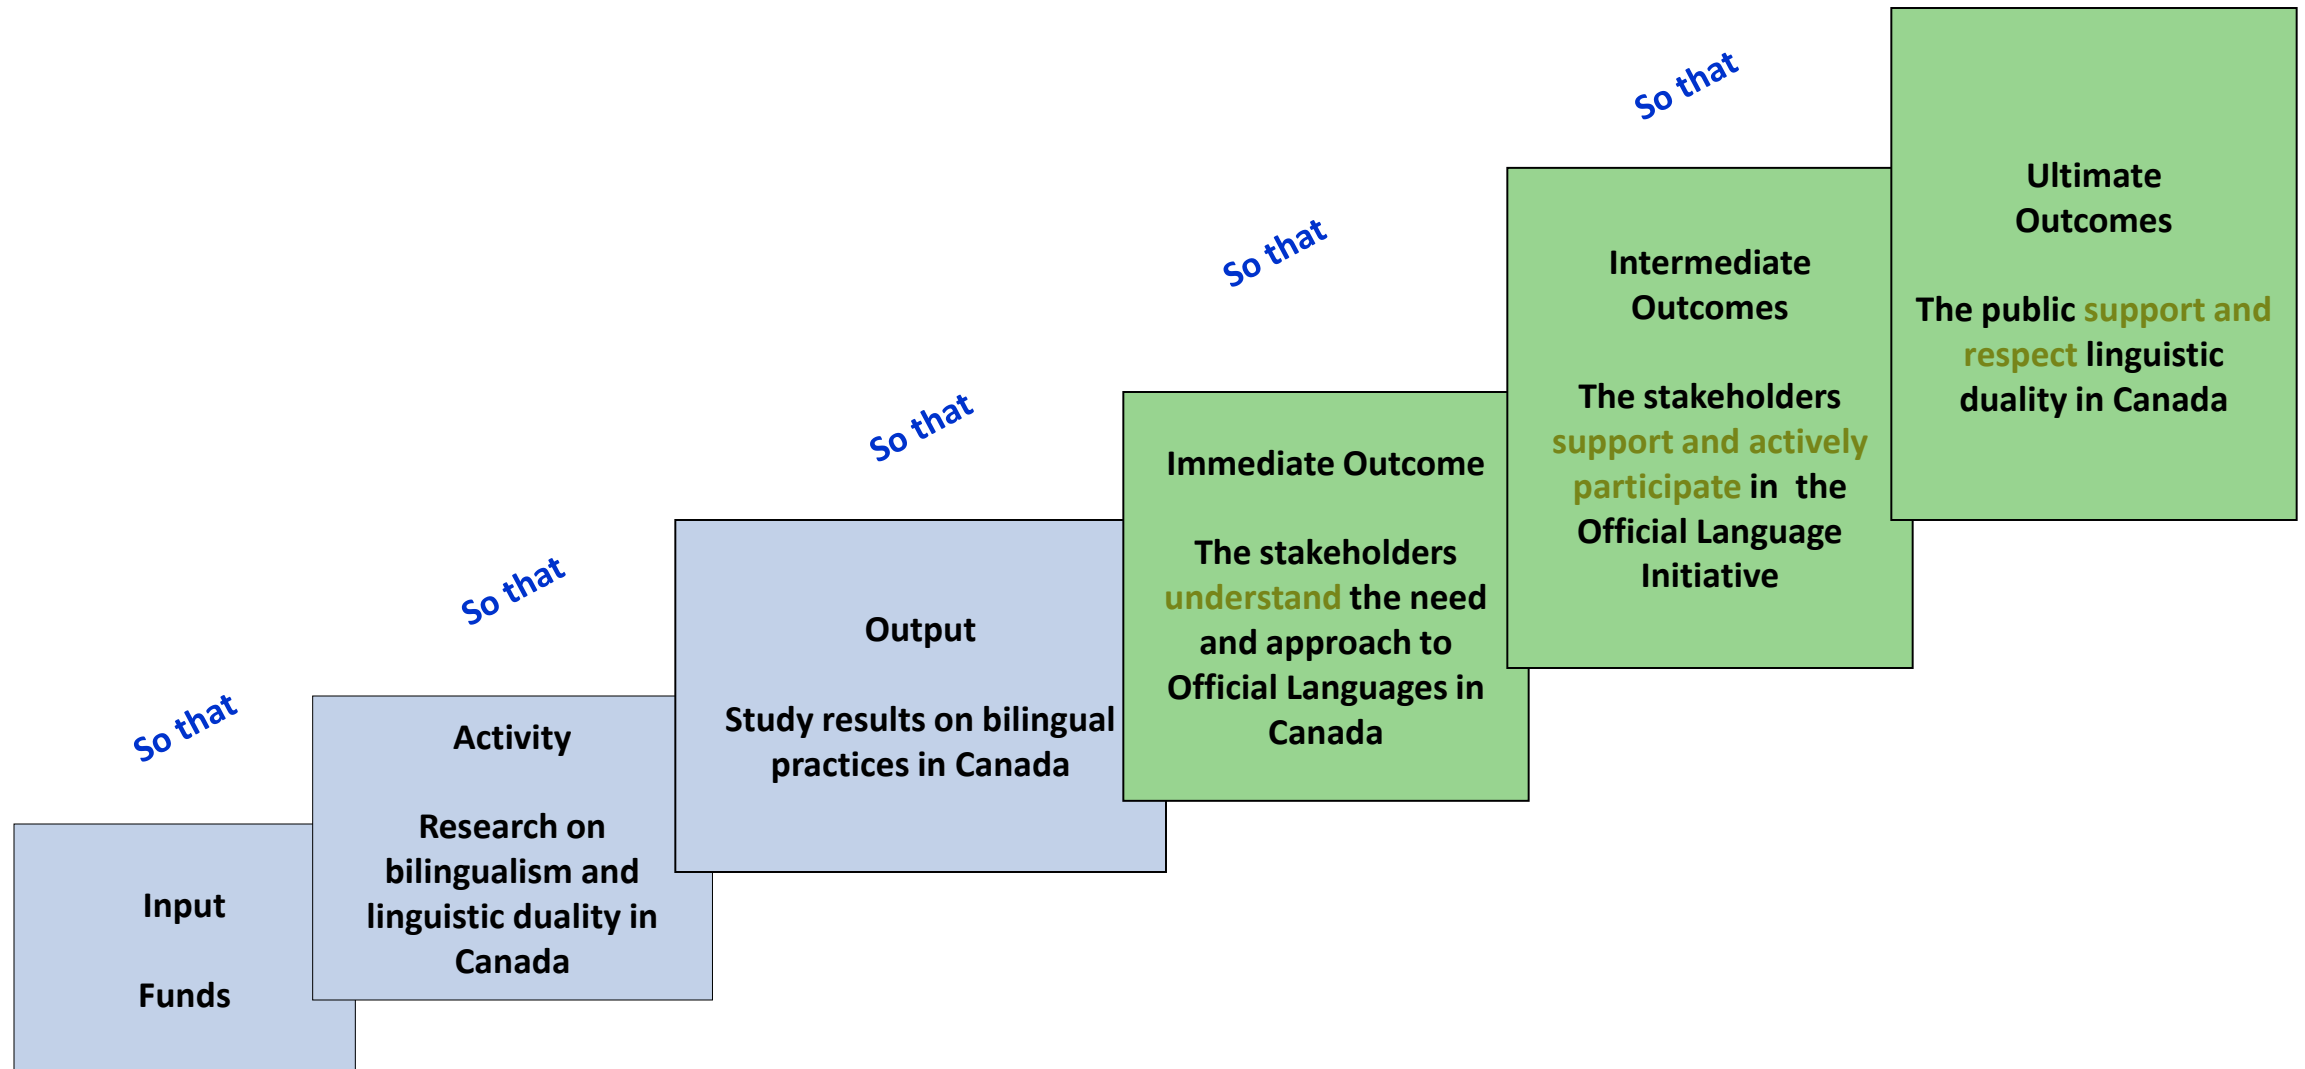 So that
Input
Funds
So that
Activity
Research on
bilingualism and
linguistic duality in
Canada
So that
Output
Study results on bilingual
practices in Canada
So that
Immediate Outcome
The stakeholders
understand the need
and approach to
Official Languages in
Canada
So that
Intermediate
Outcomes
The stakeholders
support and actively
participate in  the
Official Language
Initiative
Ultimate
Outcomes
The public support and
respect linguistic
duality in Canada